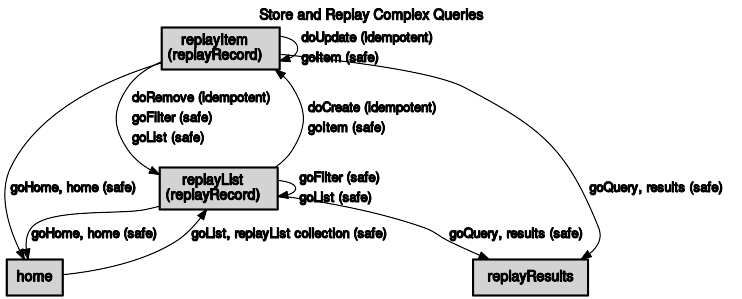 Store and Replay Complex Queries
replayItem
(replayRecord)
doUpdate (idempotent)
goItem (safe)
doRemove (idempotent)
goFilter (safe)
goList (safe)
doCreate (idempotent)
goItem (safe)
replayList
(replayRecord)
goFilter (safe)
goList (safe)
goHome, home (safe)
goQuery, results (safe)
goHome, home (safe)
goList, replayList collection (safe)
goQuery, results (safe)
home
replayResults